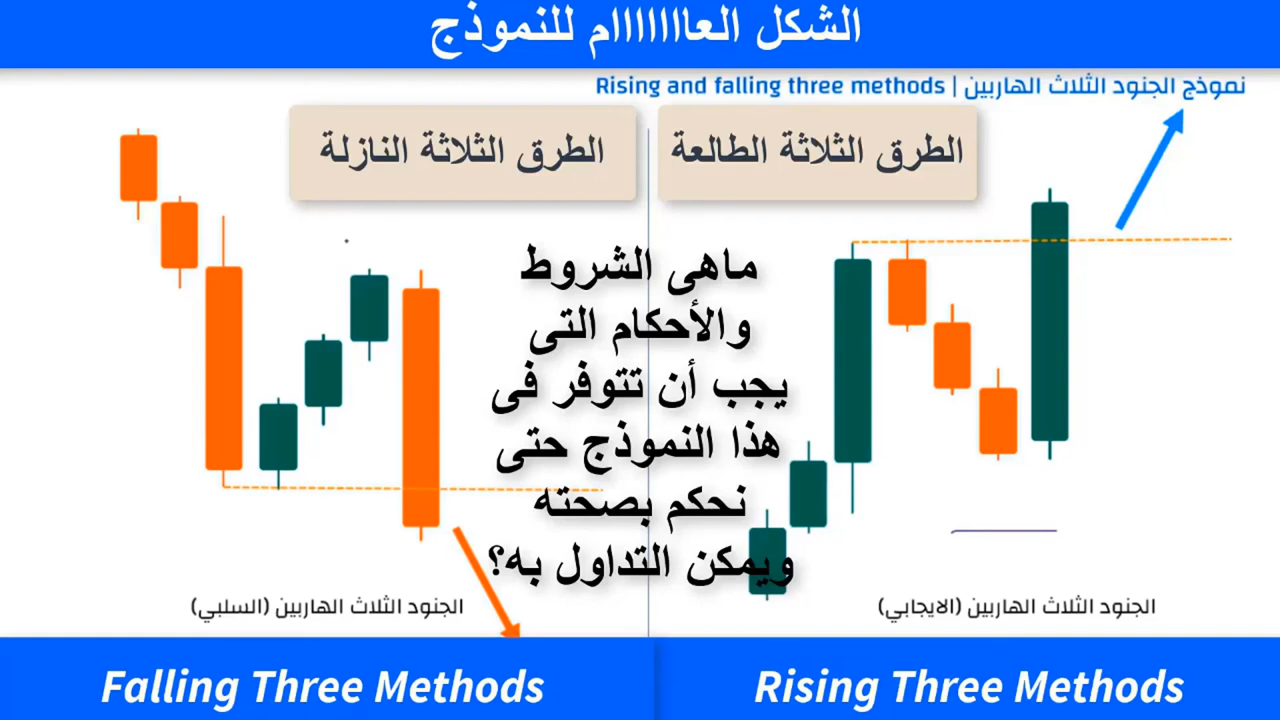 الشكل العاااااام للنموذج
نموذج الجنود الثلاث الهاربين | Rising and falling three methods
الطرق الثلاثة الطالعة
الطرق الثلاثة النازلة
ماهى الشروط
والأحكام التى
يجب أن تتوفر فى
هذا النموذج حتى
نحكم بصحته
ويمكن التداول به؟
الجنود الثلاث الهاربين (الايجابي)
الجنود الثلاث الهاربين (السلبي)
Falling Three Methods
Rising Three Methods